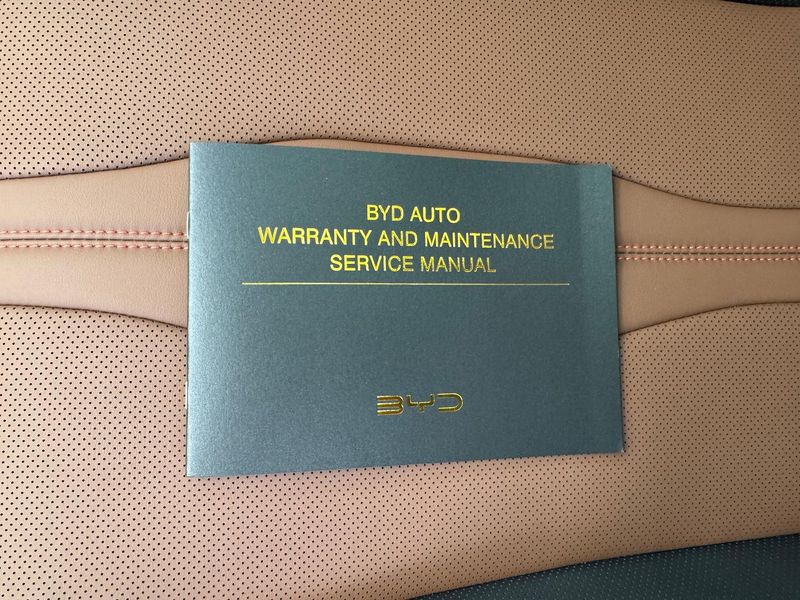 BYD AUTO
WARRANTY AND MAINTENANCE
SERVICE MANUAL
BYD